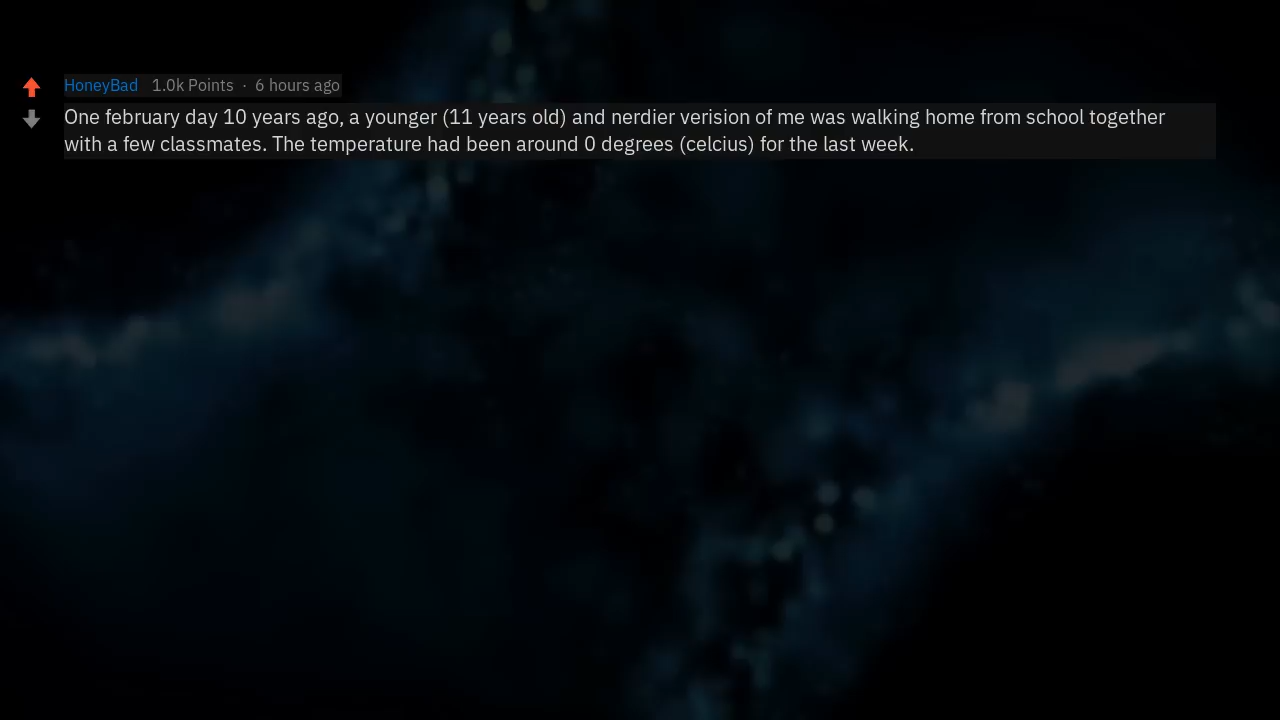 HoneyBad 1.0k Points · 6 hours ago
One february day 10 years ago, a younger (11 years old) and nerdier verision of me was walking home from school together
with a few classmates. The temperature had been around 0 degrees (celcius) for the last week.